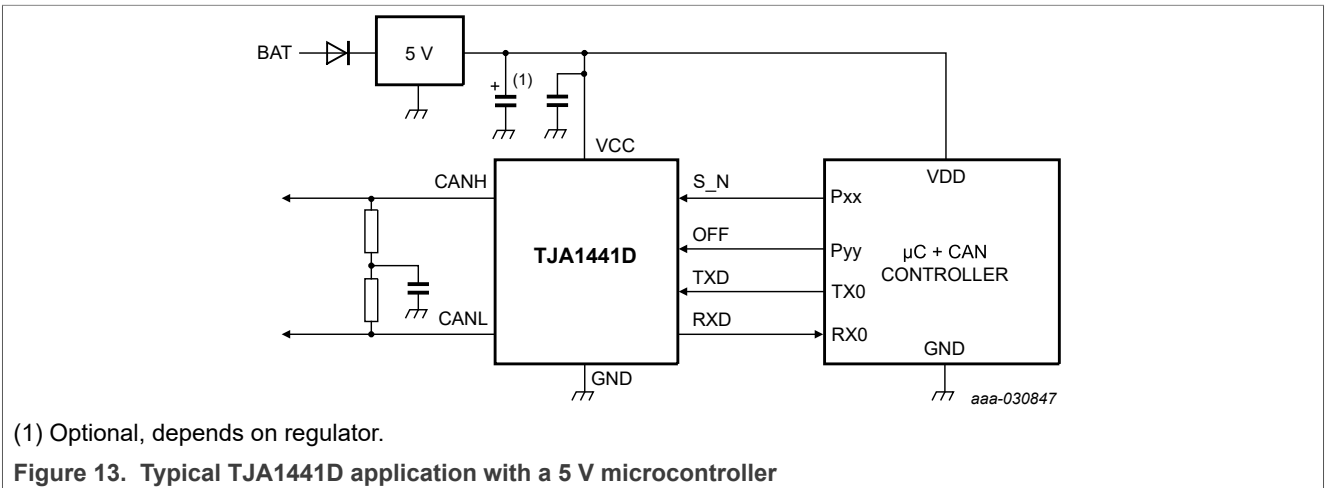 BAT
5 V
+
(1)
VCC
CANH
S_N
Pxx
VDD
OFF
Pyy
TJA1441D
µC + CAN
CONTROLLER
TXD
TX0
CANL
RXD
RX0
GND
GND
aaa-030847
(1) Optional, depends on regulator.
Figure 13. Typical TJA1441D application with a 5 V microcontroller